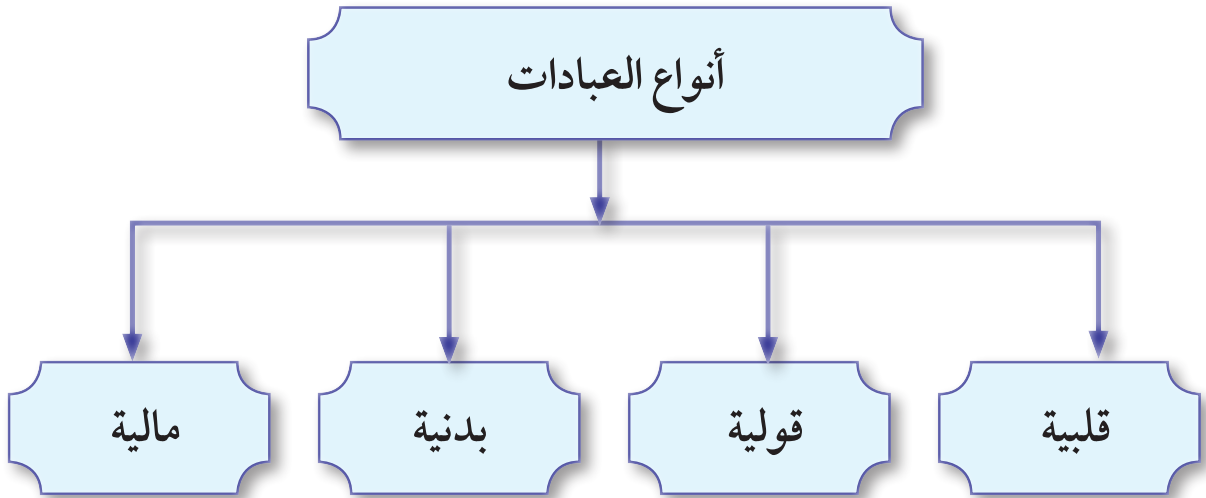 أنواع العبادات
قلبية
قولية
بدنية
مالية